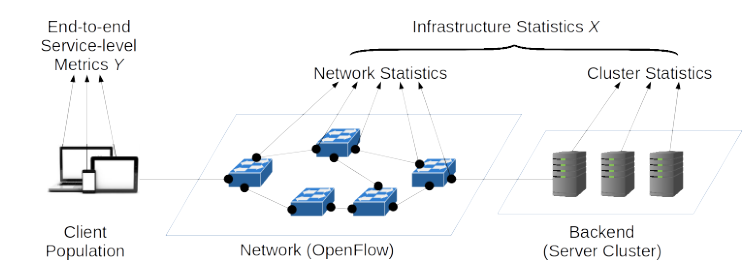 End-to-end
Service-level
Metrics Y
Infrastructure Statistics X
Network Statistics
Cluster Statistics
Client
Population
Network (OpenFlow)
Backend
(Server Cluster)